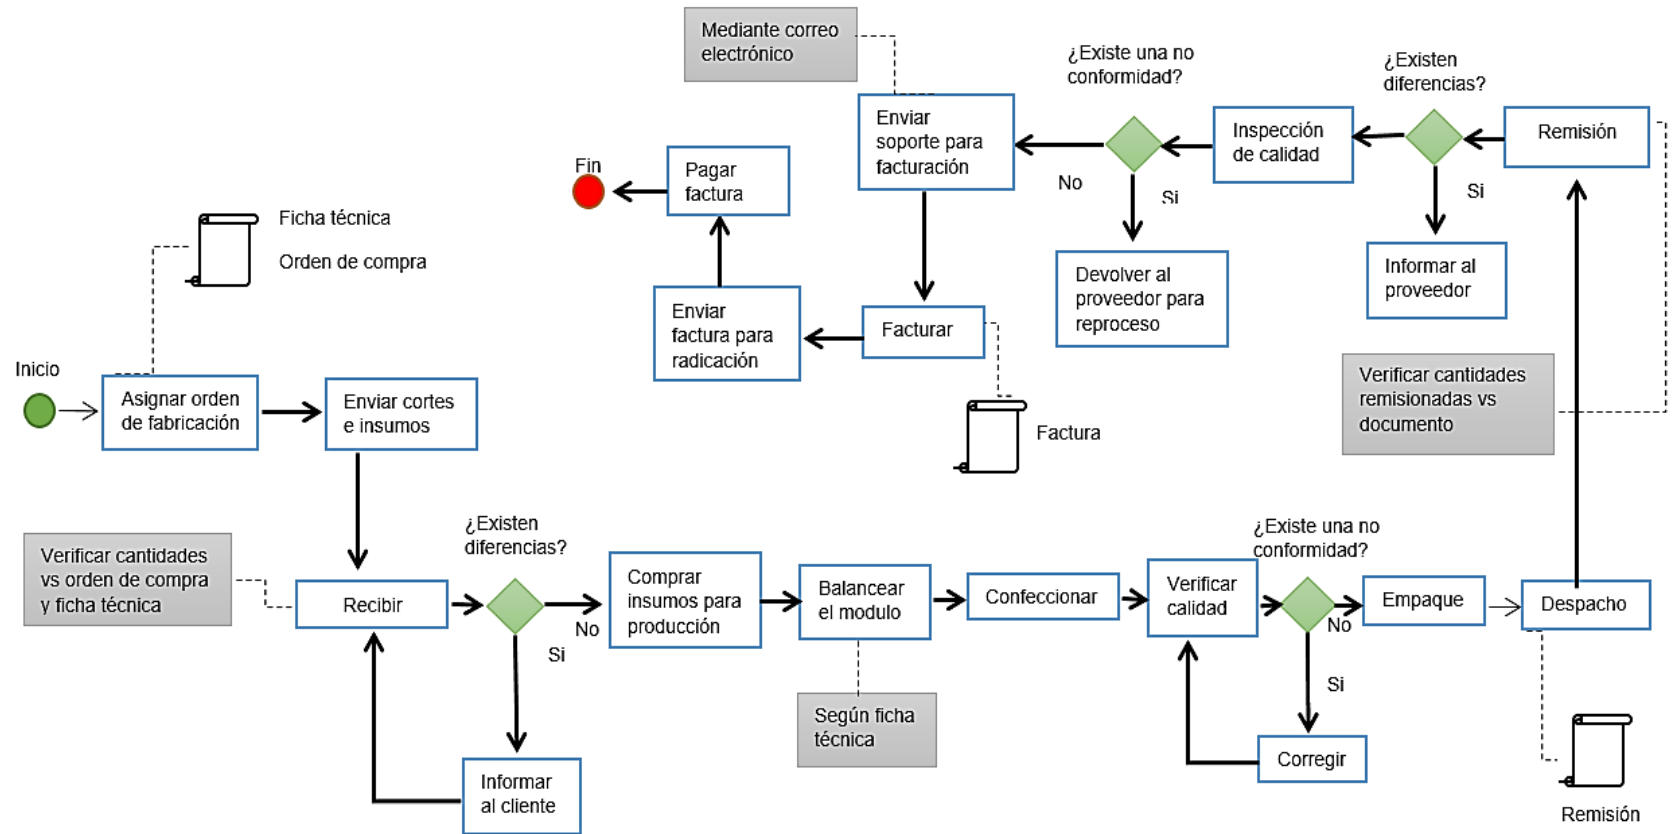 Mediante correo
electrónico
¿Existe una no
conformidad?
¿Existen
diferencias?
Enviar
soporte para
facturación
Inspección
de calidad
Remisión
No
Si
Si
Fin
Pagar
factura
Ficha técnica
Orden de compra
Devolver al
proveedor para
reproceso
Informar al
proveedor
Enviar
factura para
radicación
Facturar
Inicio
Asignar orden
de fabricación
Enviar cortes
e insumos
Verificar cantidades
remisionadas vs
documento
Factura
Verificar cantidades
vs orden de compra
y ficha técnica
¿Existen
diferencias?
¿Existe una no
conformidad?
Recibir
No
Si
Comprar
insumos para
producción
Balancear
el modulo
Confeccionar
Verificar
calidad
No
Si
Empaque
Despacho
Según ficha
técnica
Informar
al cliente
Corregir
Remisión